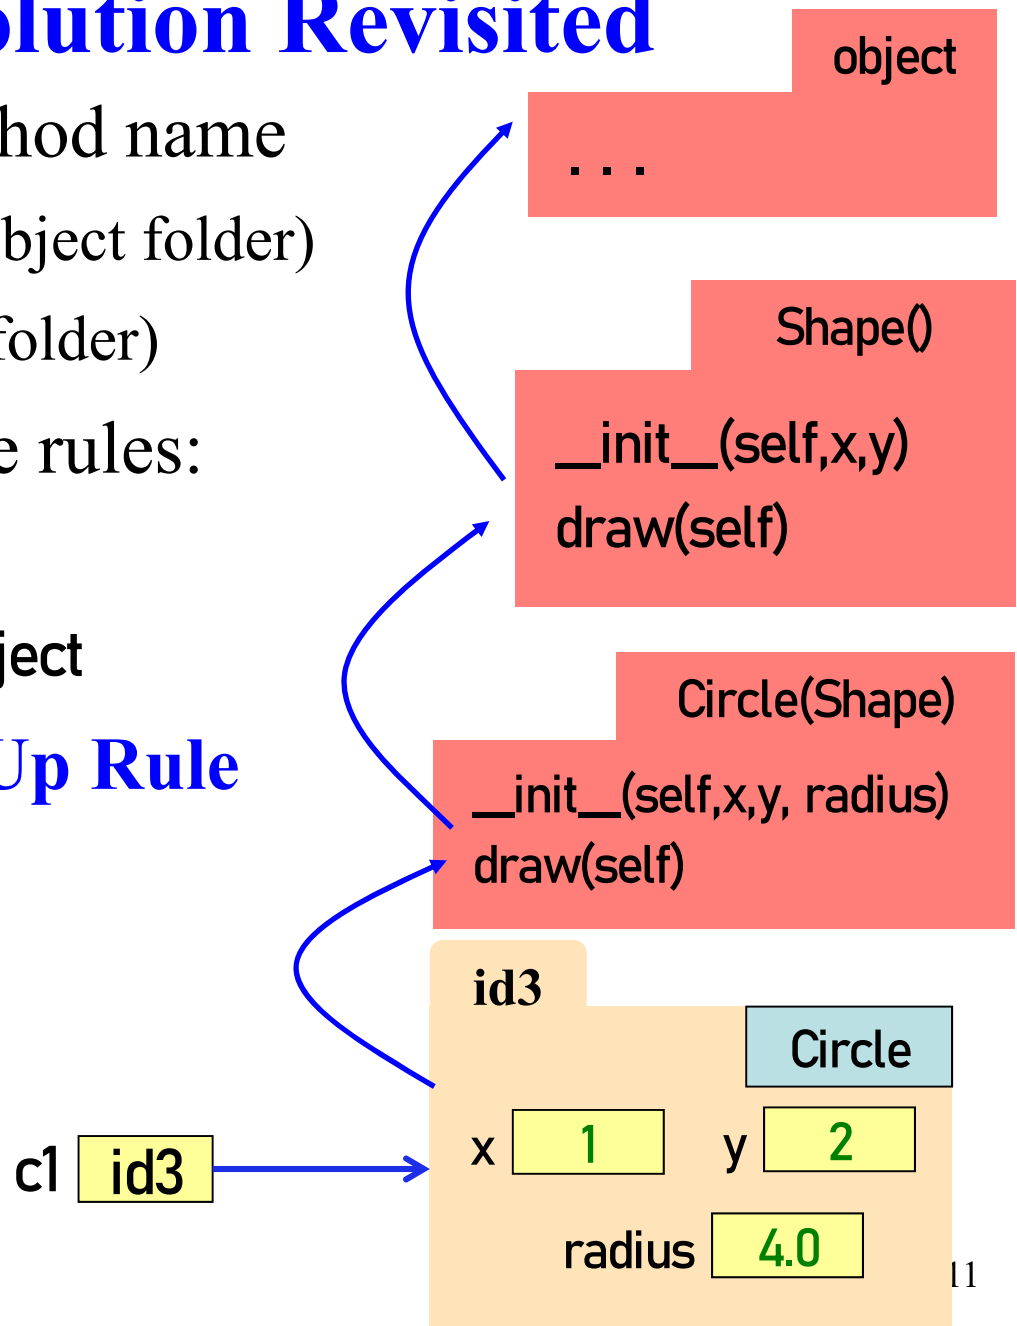 olution Revisited
hod name
bject folder)
folder)
e rules:
ject
Up Rule
object
. . .
Shape()
__init__(self,x,y)
draw(self)
Circle(Shape)
__init__(self,x,y, radius)
draw(self)
id3
Circle
x 1 y 2
radius 4.0
c1 id3
11